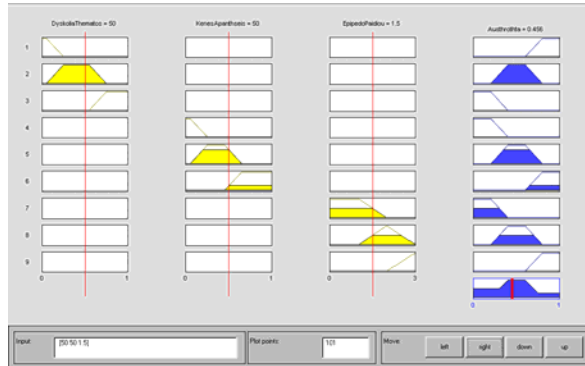 DyskoliaThematos = 50
KenesApanthseis = 50
EpipedoPaidiou = 1.5
Austhrothta = 0.456
1
2
3
4
5
6
7
8
9
0 1
0 1
0 3
0 1
Input: [50 50 1.5]
Plot points: 101
Move: left right down up